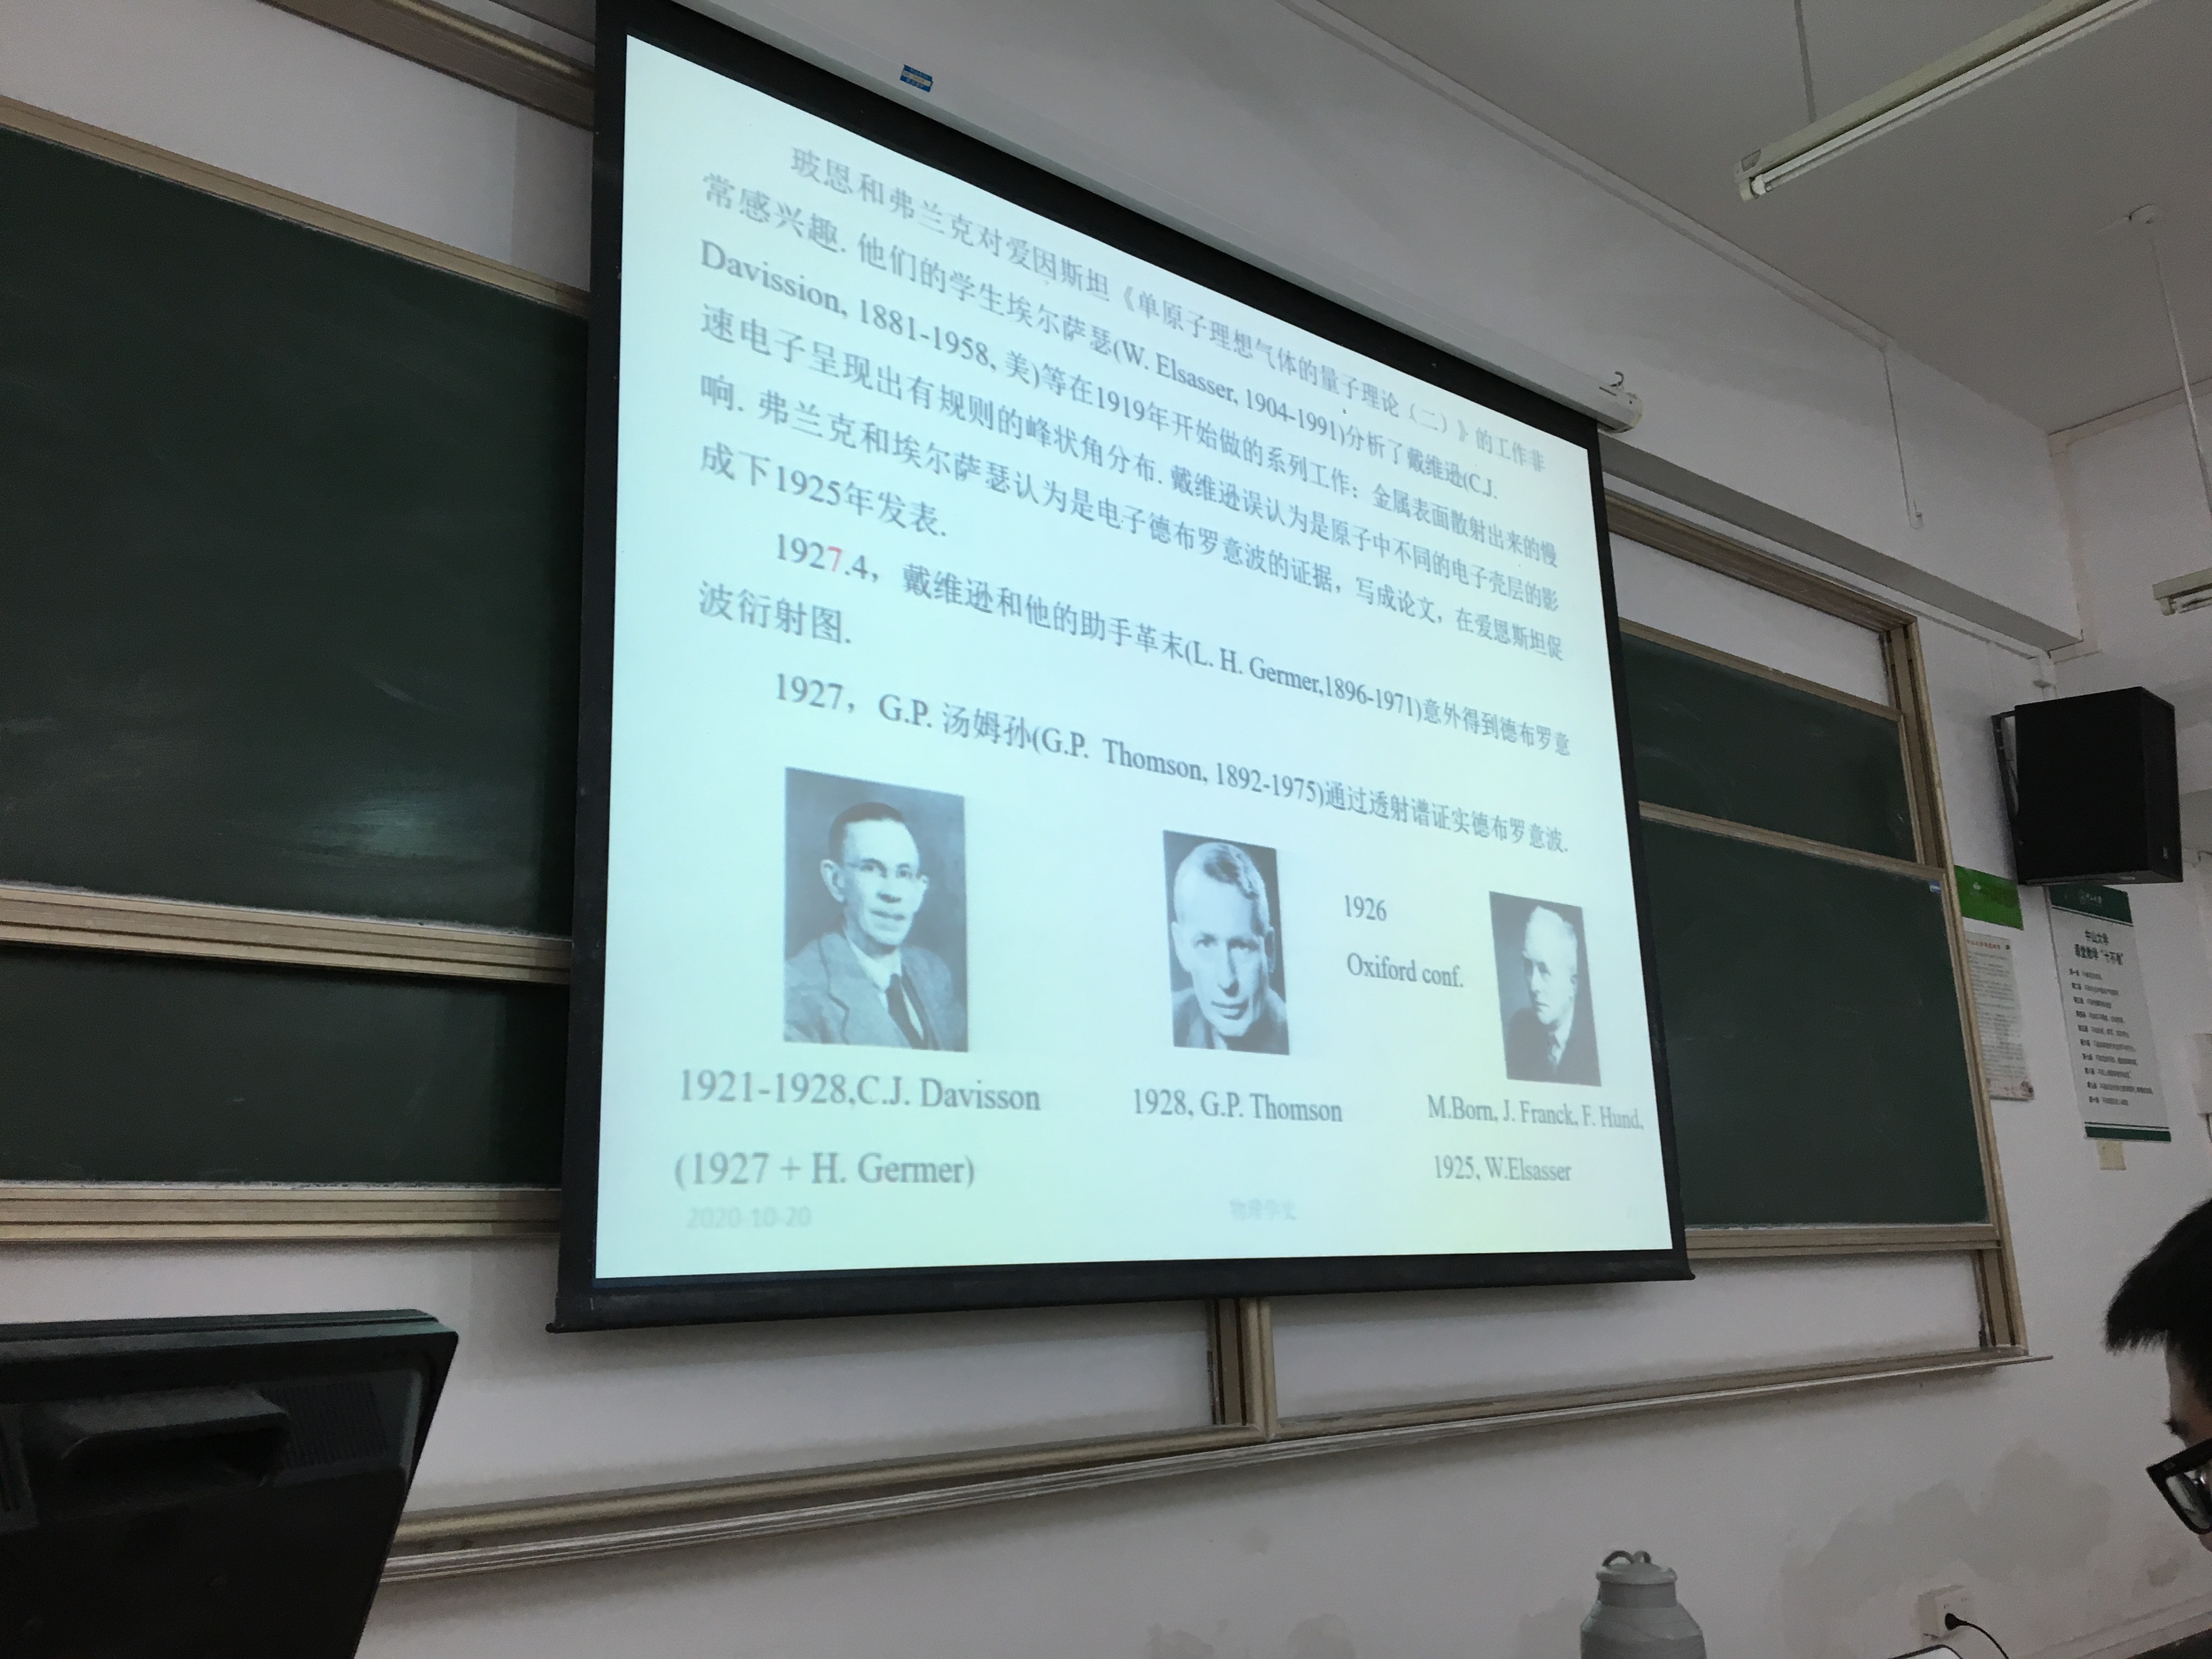 玻恩和弗兰克对爱因斯坦《单原子理想气体的量子理论（二）》的工作非
常感兴趣. 他们的学生埃尔萨瑟(W. Elsasser, 1904-1991)分析了戴维逊(C.J.
Davission, 1881-1958, 美)等在1919年开始做的系列工作：金属表面散射出来的慢
速电子呈现出有规则的峰状角分布. 戴维逊误认为是原子中不同的电子壳层的影
响. 弗兰克和埃尔萨瑟认为是电子德布罗意波的证据，写成论文，在爱恩斯坦促
成下1925年发表.
1927.4，戴维逊和他的助手革末(L. H. Germer,1896-1971)意外得到德布罗意
波衍射图.
1927，G.P. 汤姆孙(G.P. Thomson, 1892-1975)通过透射谱证实德布罗意波.
1926
Oxiford conf.
1921-1928,C.J. Davisson
(1927 + H. Germer)
1928, G.P. Thomson
M.Born, J. Franck, F. Hund,
1925, W.Elsasser
2020-10-20
物理学史
中山大学
课堂教学“十不准”